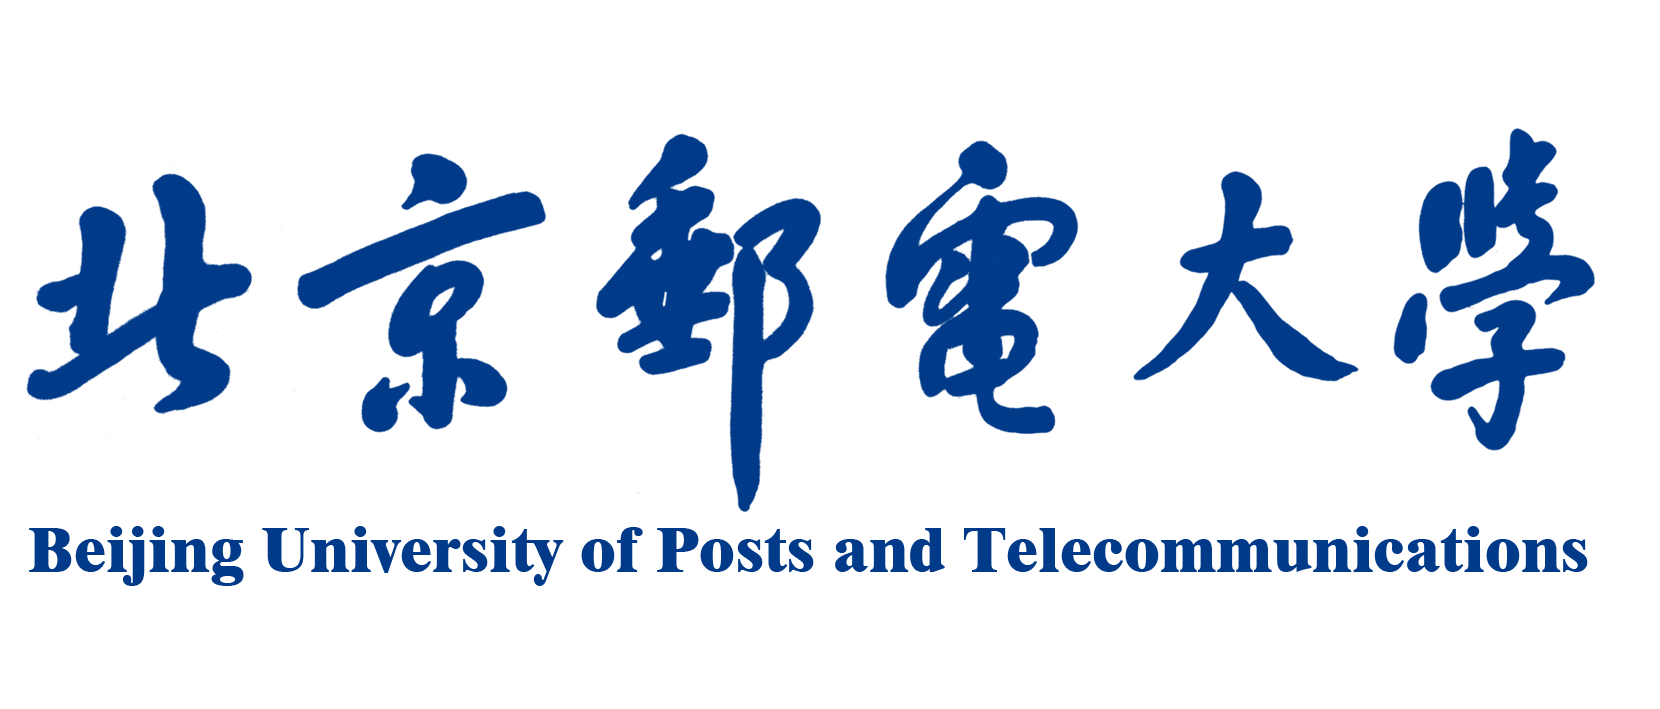 北京郵電大學
Beijing University of Posts and Telecommunications